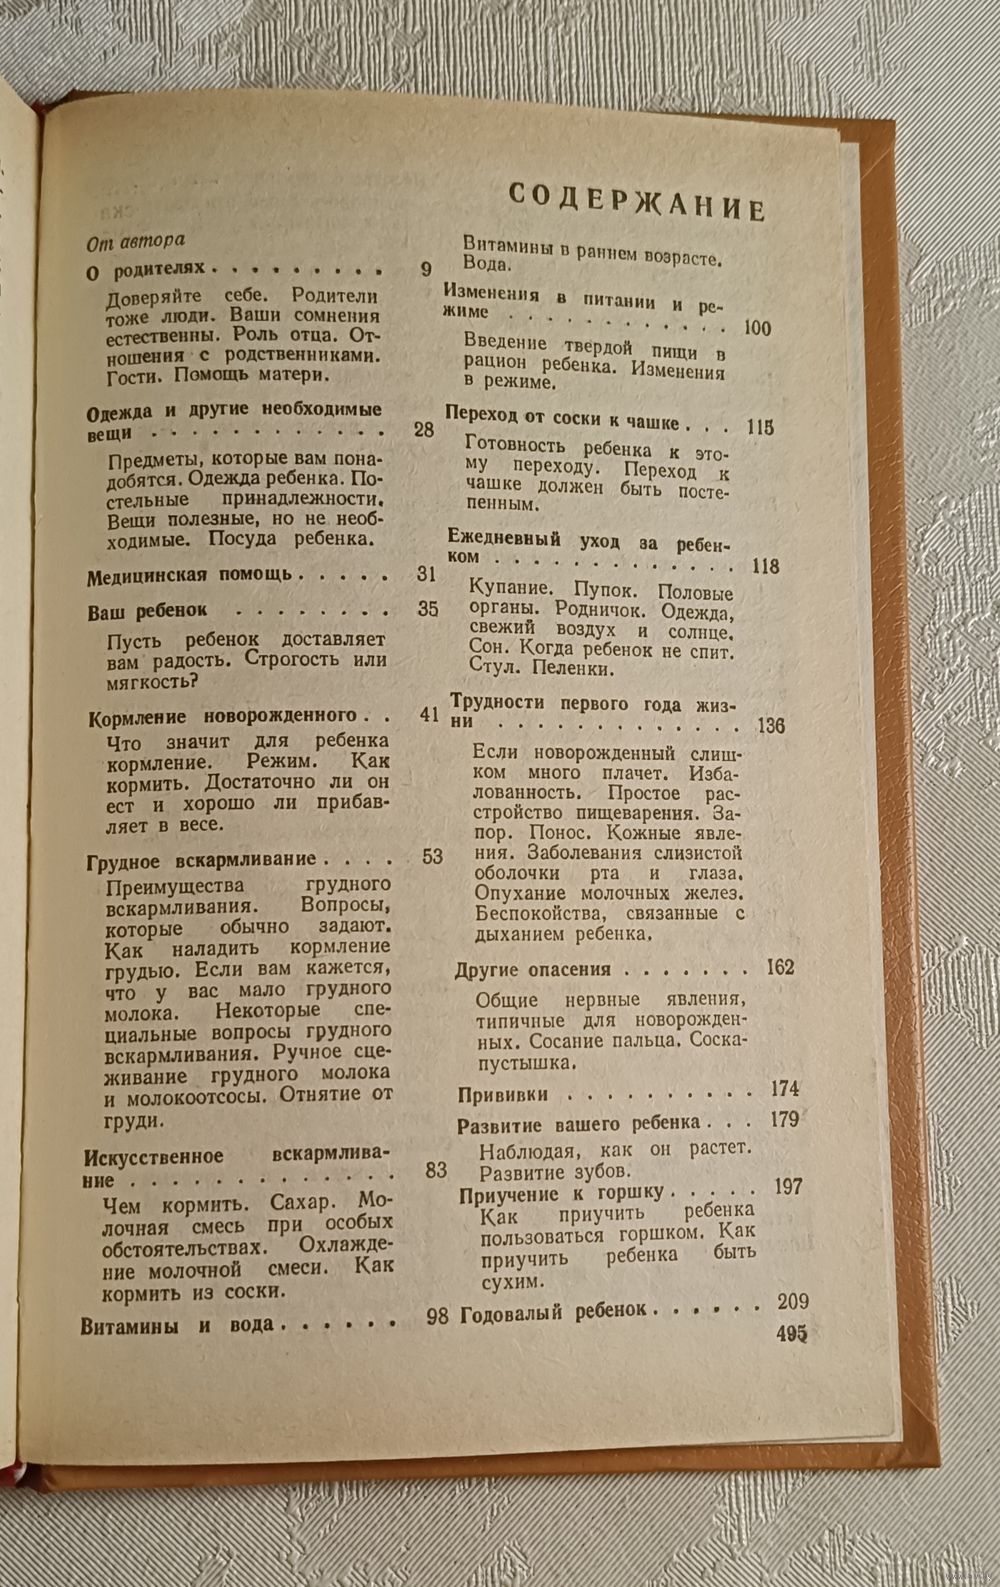 СОДЕРЖАНИЕ
От автора
О родителях . . . . . . . . . 9
Доверяйте себе. Родители
тоже люди. Ваши сомнения
естественны. Роль отца. От-
ношения с родственниками.
Гости. Помощь матери.
Одежда и другие необходимые
вещи . . . . . . . . . . . . 28
Предметы, которые вам пона-
добятся. Одежда ребенка. По-
стельные принадлежности.
Вещи полезные, но не необ-
ходимые. Посуда ребенка.
Медицинская помощь . . . . . 31
Ваш ребенок . . . . . . . . 35
Пусть ребенок доставляет
вам радость. Строгость или
мягкость?
Кормление новорожденного . . 41
Что значит для ребенка
кормление. Режим. Как
кормить. Достаточно ли он
ест и хорошо ли прибав-
ляет в весе.
Грудное вскармливание . . . . 53
Преимущества грудного
вскармливания. Вопросы,
которые обычно задают.
Как наладить кормление
грудью. Если вам кажется,
что у вас мало грудного
молока. Некоторые спе-
циальные вопросы грудного
вскармливания. Ручное сце-
живание грудного молока
и молокоотсосы. Отнятие от
груди.
Искусственное вскармлива-
ние . . . . . . . . . . . . . 83
Чем кормить. Сахар. Мо-
лочная смесь при особых
обстоятельствах. Охлажде-
ние молочной смеси. Как
кормить из соски.
Витамины и вода . . . . . . 98
Витамины в раннем возрасте.
Вода.
Изменения в питании и ре-
жиме . . . . . . . . . . . 100
Введение твердой пищи в
рацион ребенка. Изменения
в режиме.
Переход от соски к чашке . . . 115
Готовность ребенка к это-
му переходу. Переход к
чашке должен быть посте-
пенным.
Ежедневный уход за ребен-
ком . . . . . . . . . . . . . 118
Купание. Пупок. Половые
органы. Родничок. Одежда,
свежий воздух и солнце.
Сон. Когда ребенок не спит.
Стул. Пеленки.
Трудности первого года жиз-
ни . . . . . . . . . . . . . 136
Если новорожденный слиш-
ком много плачет. Изба-
лованность. Простое рас-
стройство пищеварения. За-
пор. Понос. Кожные явле-
ния. Заболевания слизистой
оболочки рта и глаза.
Опухание молочных желез.
Беспокойства, связанные с
дыханием ребенка.
Другие опасения . . . . . . . 162
Общие нервные явления,
типичные для новорожден-
ных. Сосание пальца. Соска-
пустышка.
Прививки . . . . . . . . . . 174
Развитие вашего ребенка . . . 179
Наблюдая, как он растет.
Развитие зубов.
Приучение к горшку . . . . . 197
Как приучить ребенка
пользоваться горшком. Как
приучить ребенка быть
сухим.
Годовалый ребенок . . . . . . 209
495